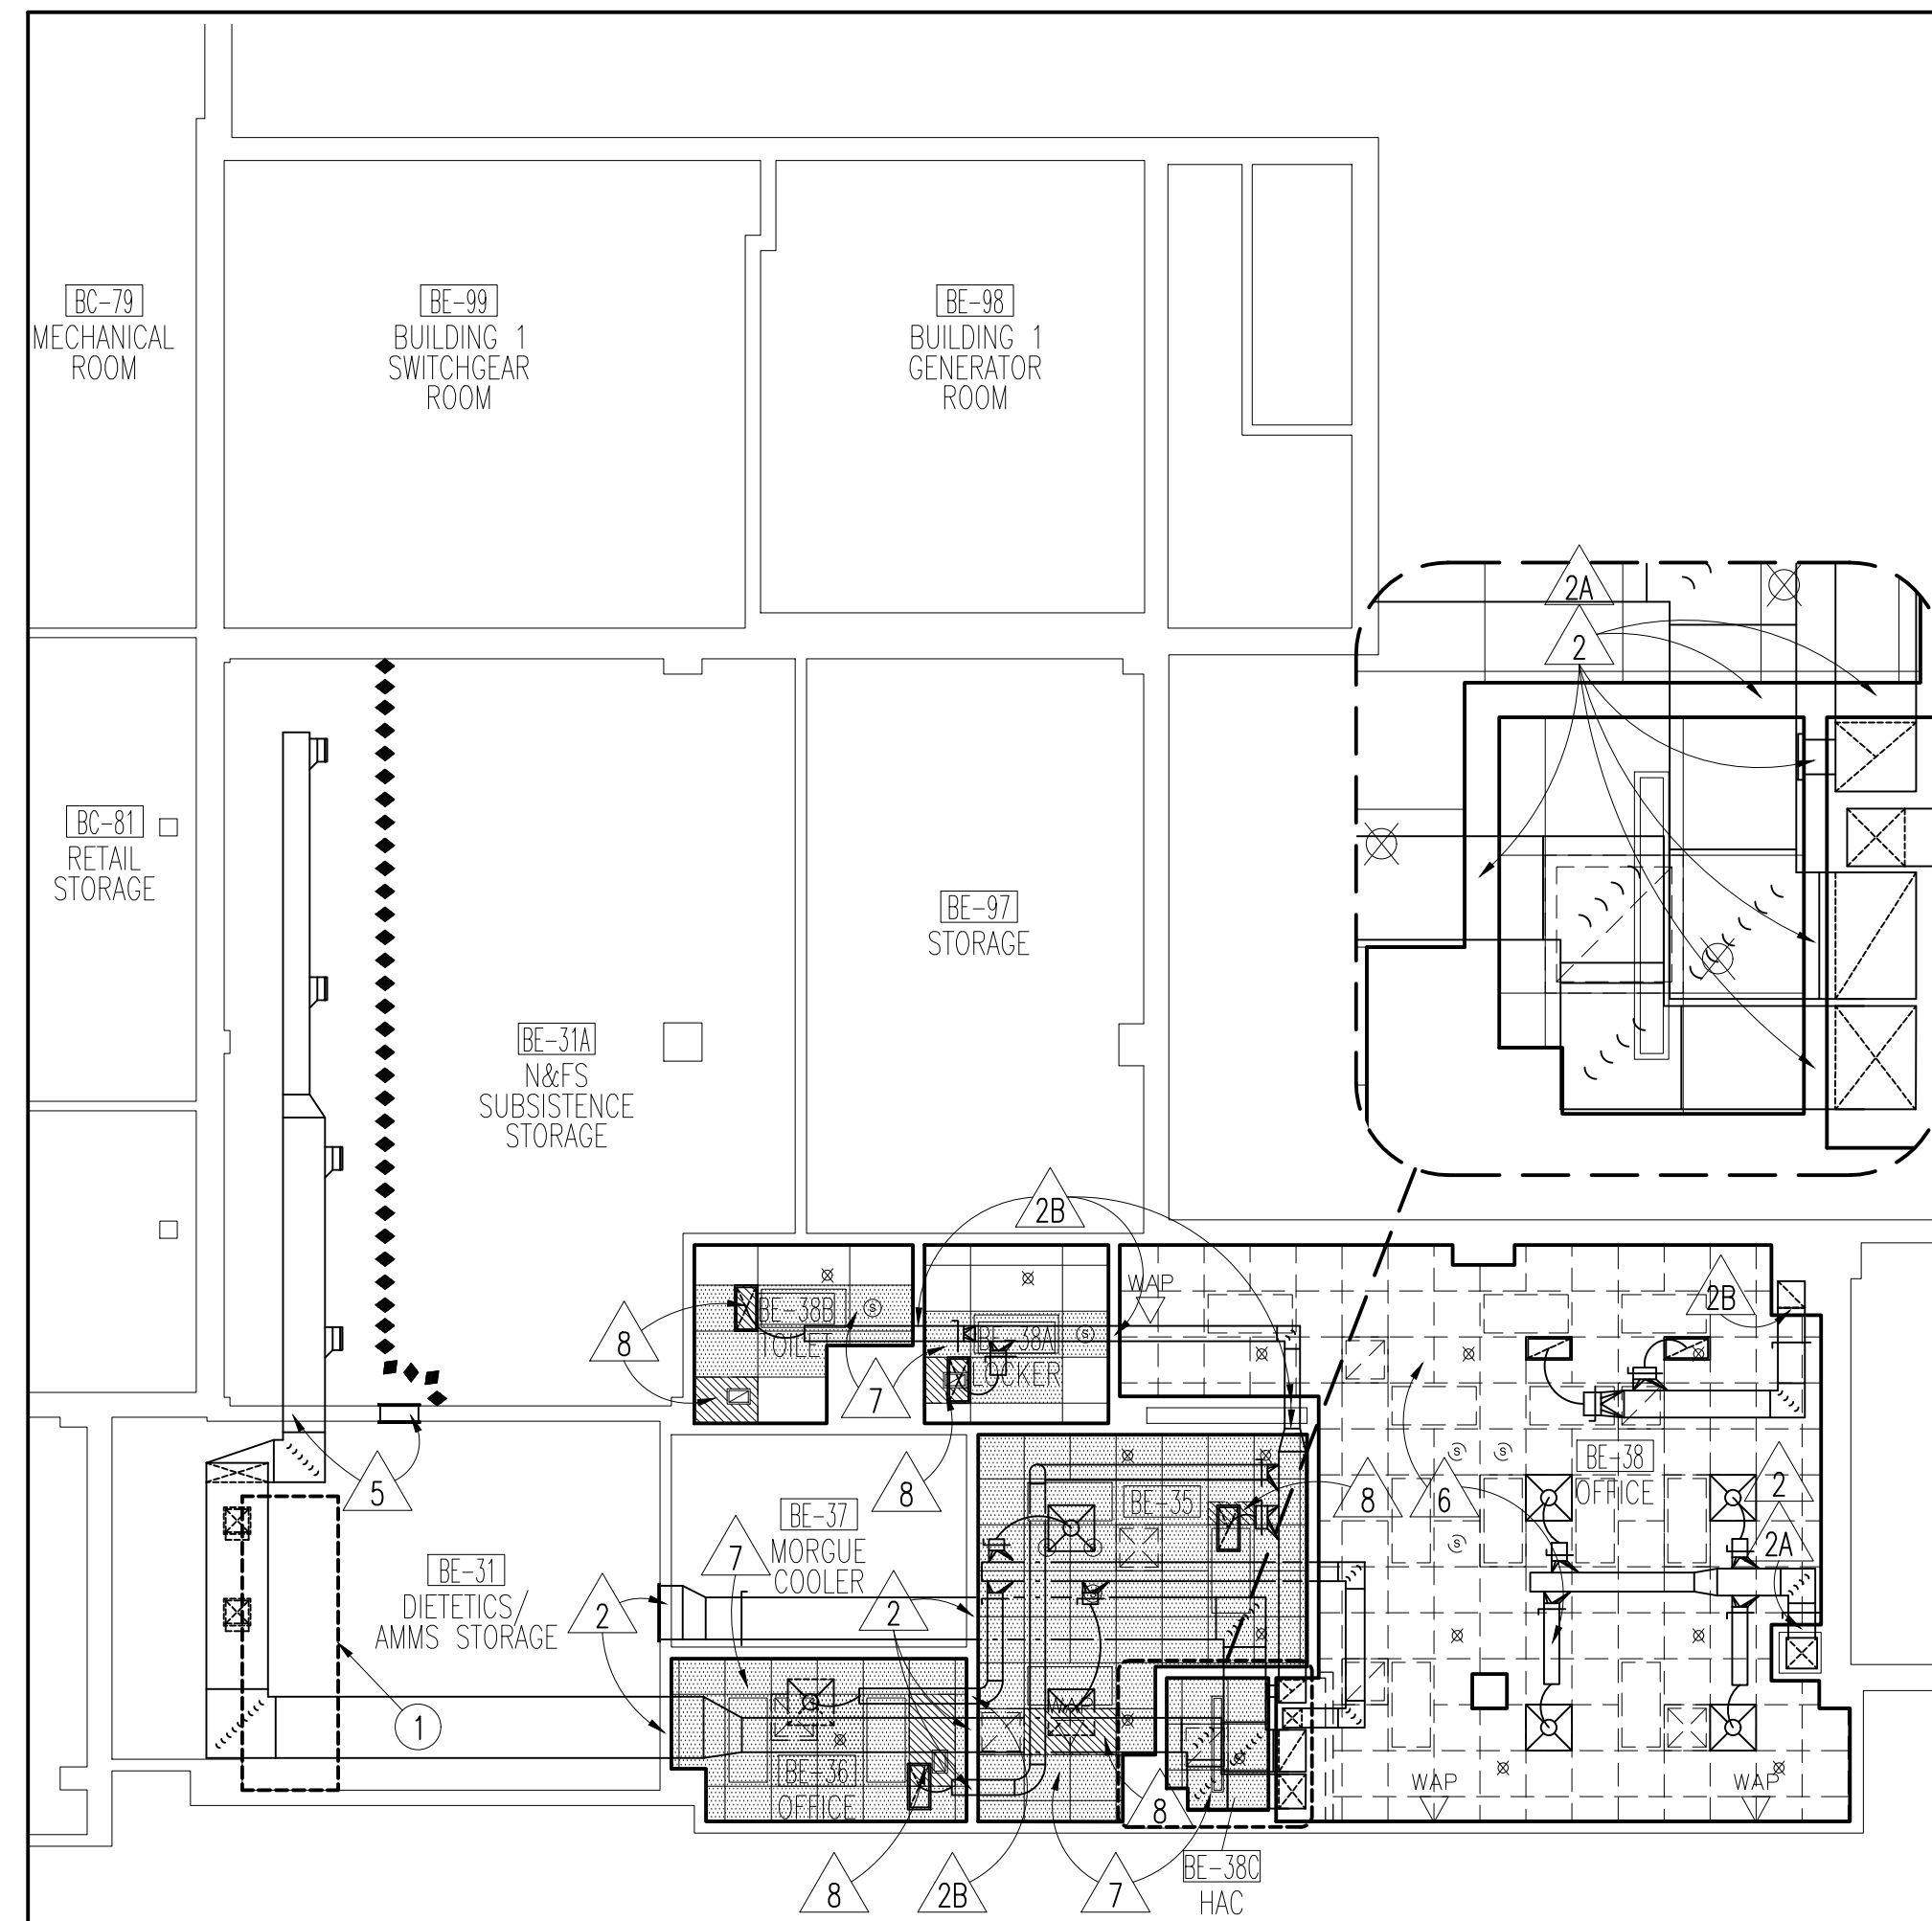 BC-79
MECHANICAL
ROOM
BE-99
BUILDING 1
SWITCHGEAR
ROOM
BE-98
BUILDING 1
GENERATOR
ROOM
2A
2
BC-81
RETAIL
STORAGE
BE-97
STORAGE
BE-31A
N&FS
SUBSISTENCE
STORAGE
2B
WAP
2B
BE-38B
TOILET
S
BE-38A
LOCKER
S
8
7
5
8
8
6
S
S
BE-38
OFFICE
2
BE-37
MORGUE
COOLER
BE-35
S
2A
7
BE-31
DIETETICS/
AMMS STORAGE
2
2
1
BE-36
OFFICE
WAP
WAP
8
8
2B
7
BE-38C
HAC